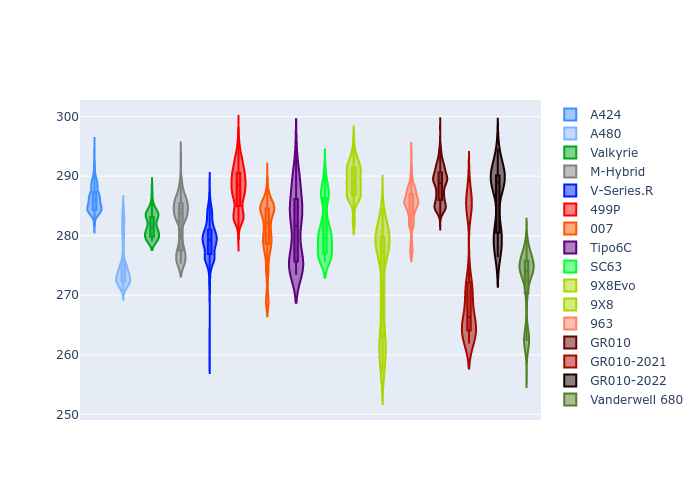 300
290
280
270
260
250
A424
A480
Valkyrie
M-Hybrid
V-Series.R
499P
007
Tipo6C
SC63
9X8Evo
9X8
963
GR010
GR010-2021
GR010-2022
Vanderwell 680